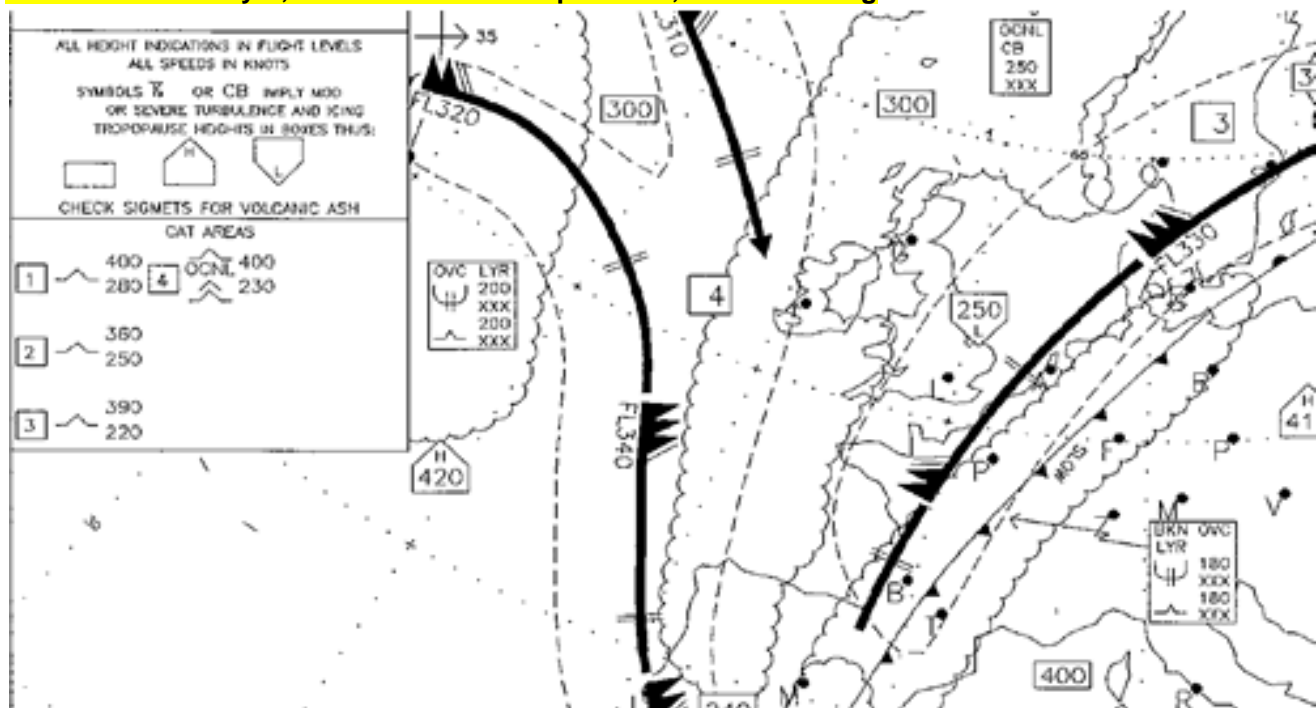 ALL HEIGHT INDICATIONS IN FLIGHT LEVELS
ALL SPEEDS IN KNOTS
SYMBOLS OR CB IMPLY MOD
OR SEVERE TURBULENCE AND ICING
TROPOPAUSE HEIGHTS IN BOXES THUS:
H
L
CHECK SIGMETS FOR VOLCANIC ASH
CAT AREAS
1 400 280
4 OCNL 400 230
2 360 250
3 390 220
35
FL320
300
310
300
OCNL
CB
250
XXX
3
60
FL330
OVC LYR
200
XXX
200
XXX
4
250
L
FL340
H
420
H
41
SLOW
L
A
B
P
F
P
M
V
Z
B
T
M
R
BKN OVC
LYR
180
XXX
180
XXX
400
340